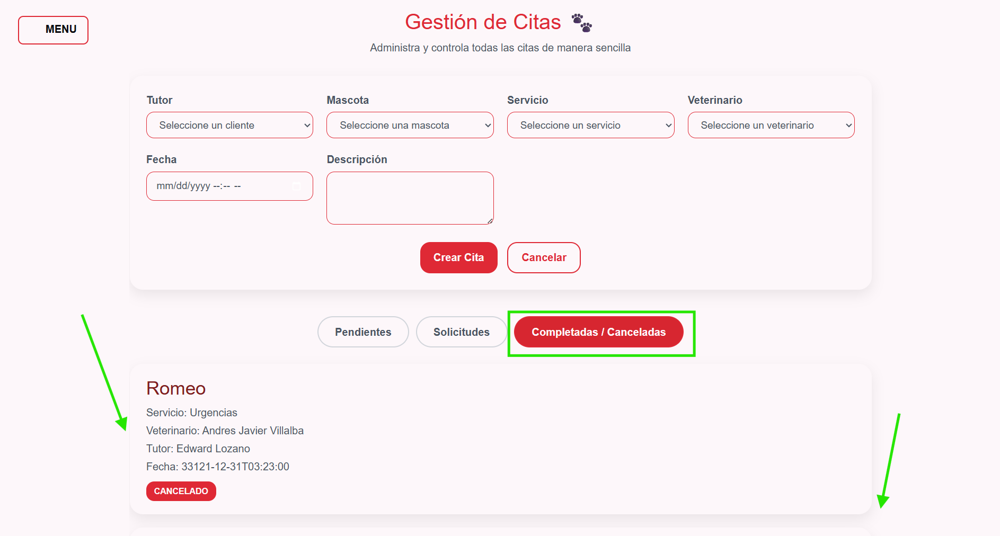 MENU
Gestión de Citas
Administra y controla todas las citas de manera sencilla
Tutor
Mascota
Servicio
Veterinario
Seleccione un cliente
Seleccione una mascota
Seleccione un servicio
Seleccione un veterinario
Fecha
Descripción
mm/dd/yyyy --:-- --
Crear Cita
Cancelar
Pendientes
Solicitudes
Completadas / Canceladas
Romeo
Servicio: Urgencias
Veterinario: Andres Javier Villalba
Tutor: Edward Lozano
Fecha: 33121-12-31T03:23:00
CANCELADO